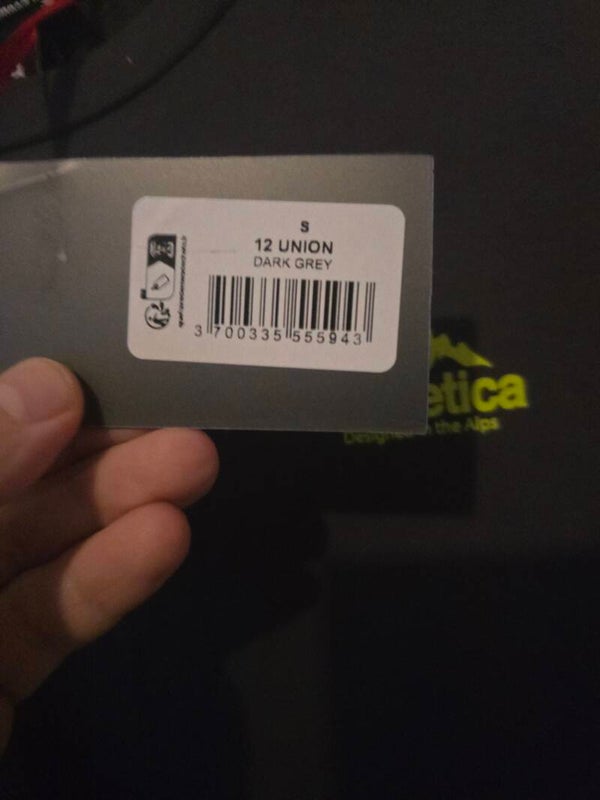 S
12 UNION
DARK GREY
3 700335 555943
etica
the Alps